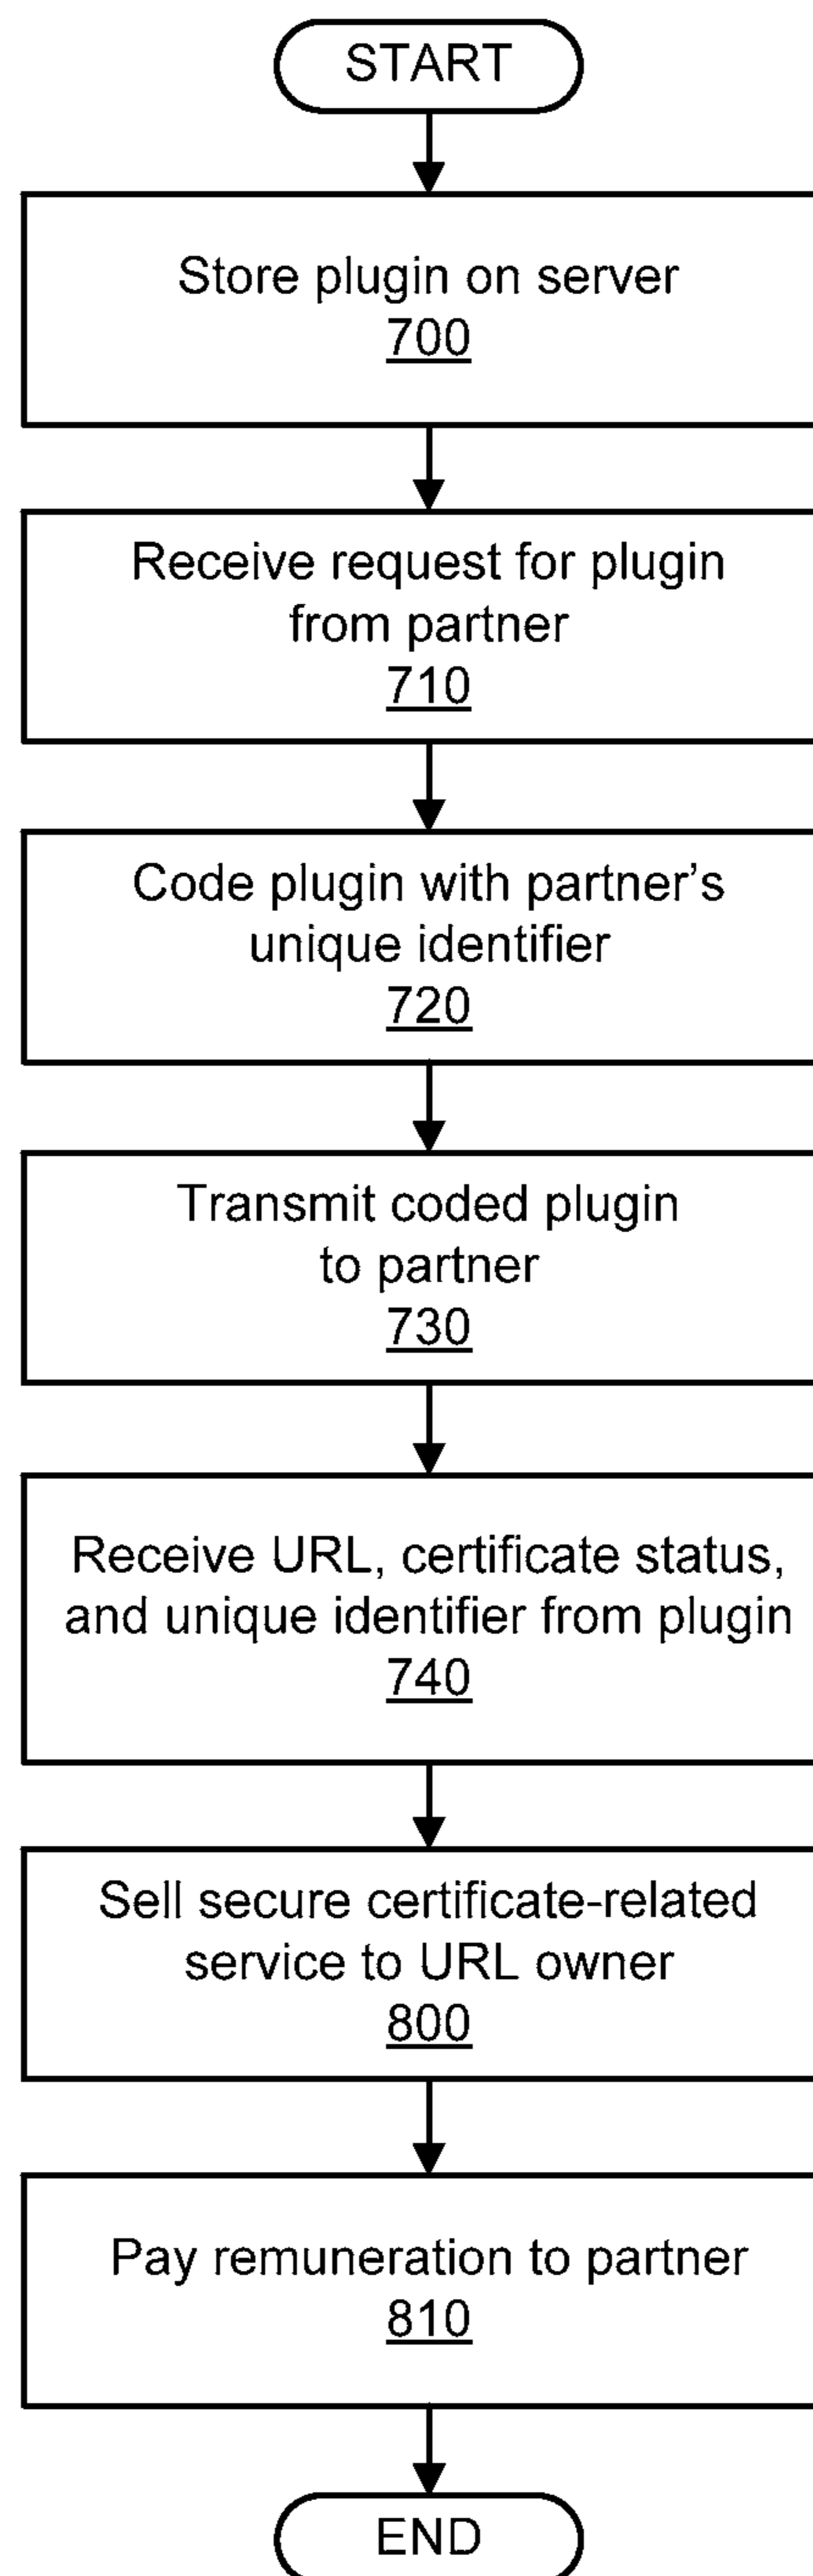 START
Store plugin on server
700
Receive request for plugin
from partner
710
Code plugin with partner’s
unique identifier
720
Transmit coded plugin
to partner
730
Receive URL, certificate status,
and unique identifier from plugin
740
Sell secure certificate-related
service to URL owner
800
Pay remuneration to partner
810
END